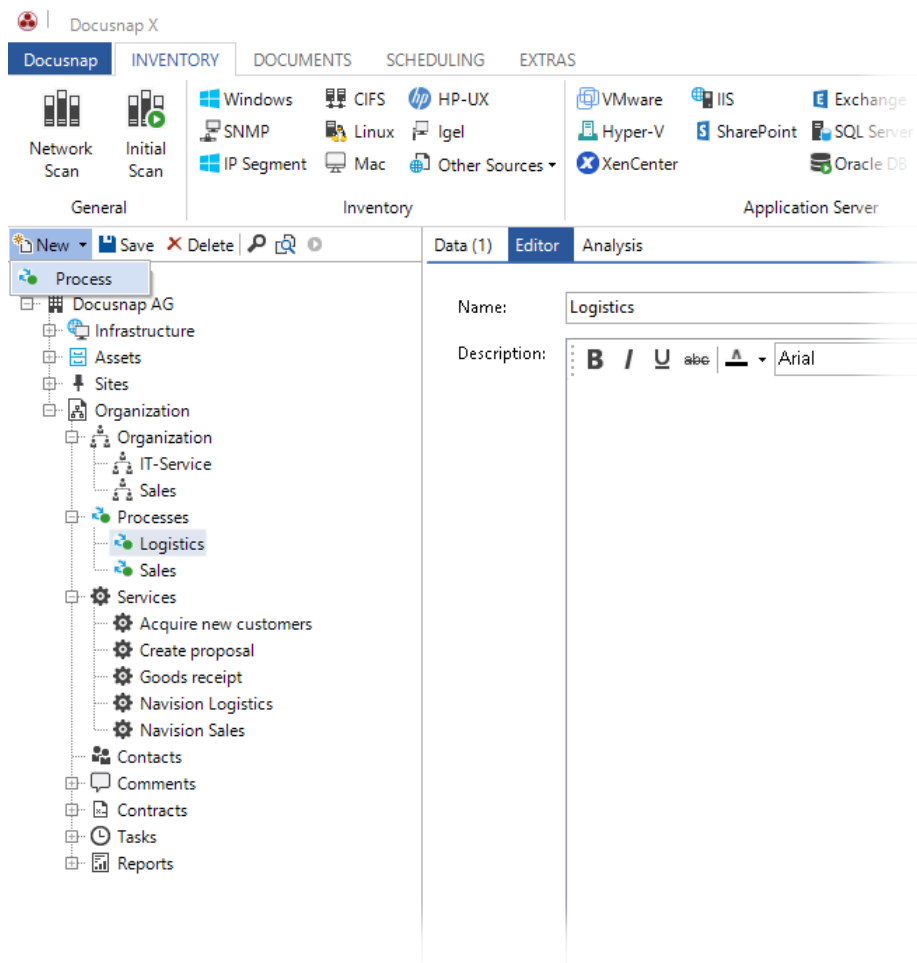 Docusnap X
Docusnap INVENTORY DOCUMENTS SCHEDULING EXTRAS
Windows CIFS hp HP-UX VMware IIS E Exchange
Network Scan Initial Scan SNMP Linux Igel Hyper-V S SharePoint SQL Server
IP Segment Mac Other Sources X XenCenter Oracle DB
General Inventory Application Server
New Save Delete Data (1) Editor Analysis
Process
Docusnap AG Name: Logistics
Infrastructure
Assets Description: B I U abc A Arial
Sites
Organization
Organization
IT-Service
Sales
Processes
Logistics
Sales
Services
Acquire new customers
Create proposal
Goods receipt
Navision Logistics
Navision Sales
Contacts
Comments
Contracts
Tasks
Reports